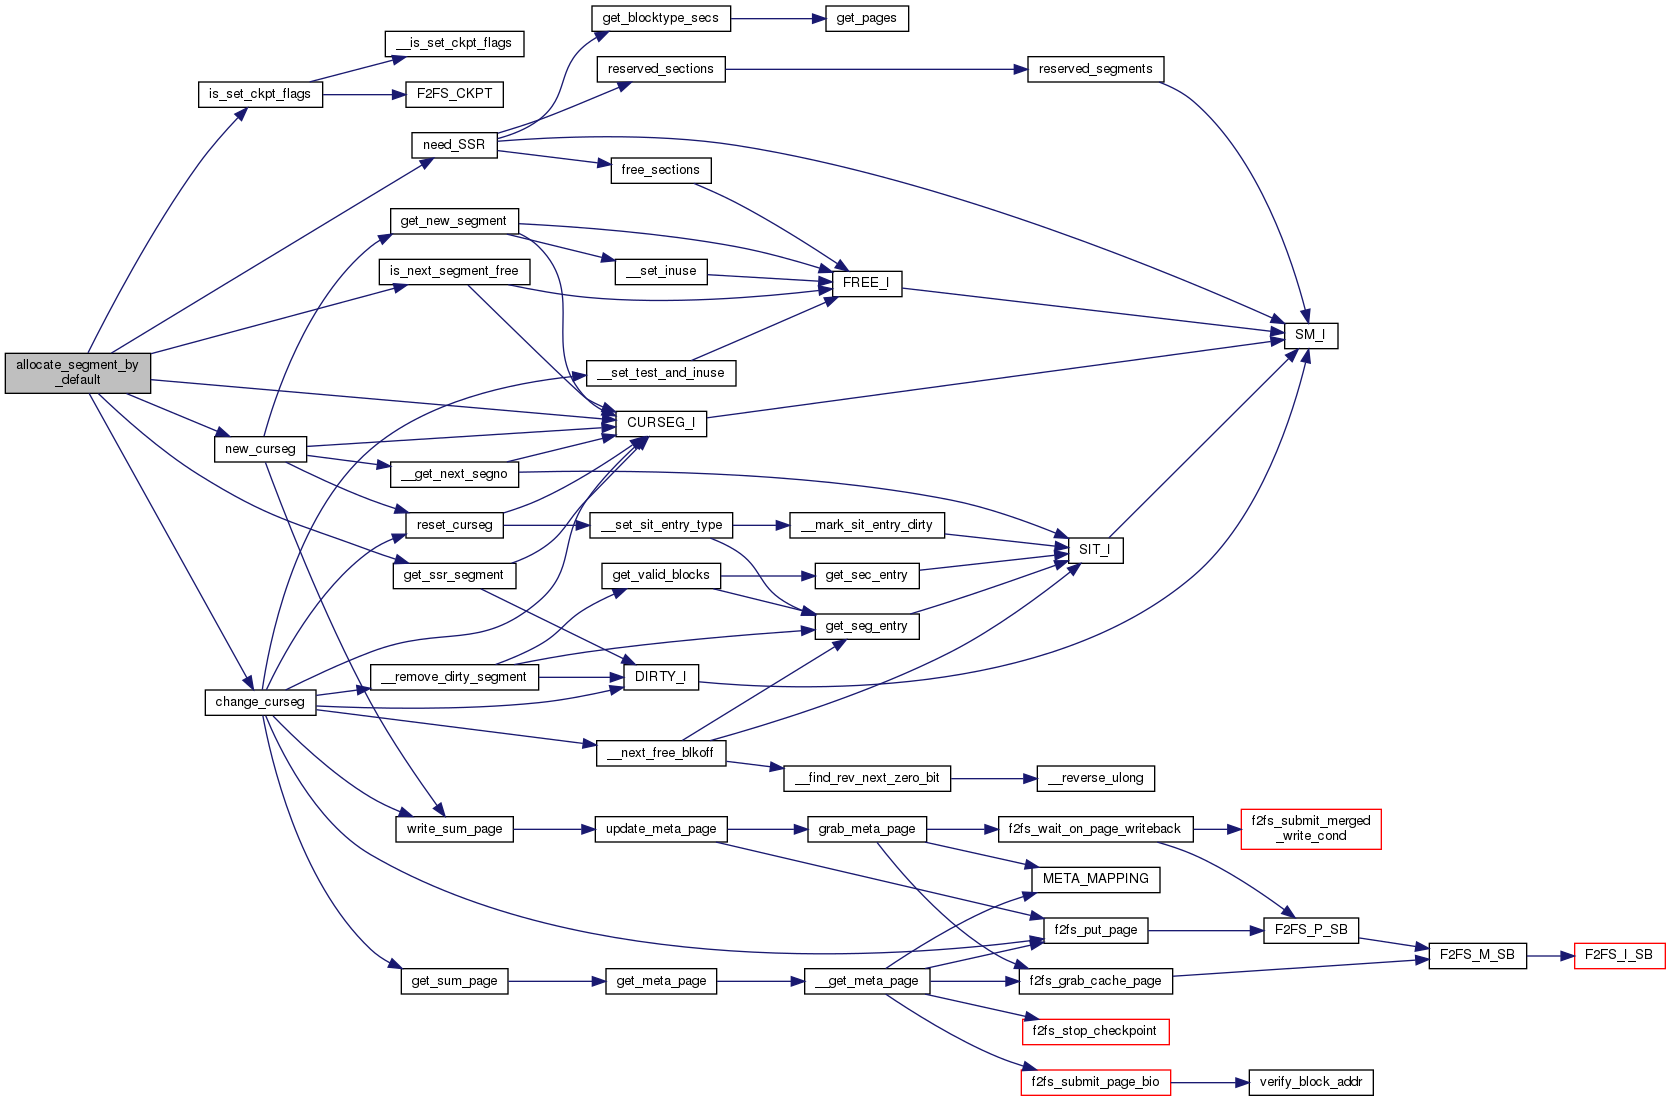 get_blocktype_secs
get_pages
__is_set_ckpt_flags
reserved_sections
reserved_segments
is_set_ckpt_flags
F2FS_CKPT
need_SSR
free_sections
get_new_segment
is_next_segment_free
__set_inuse
FREE_I
SM_I
allocate_segment_by
_default
__set_test_and_inuse
CURSEG_I
new_curseg
__get_next_segno
reset_curseg
__set_sit_entry_type
__mark_sit_entry_dirty
SIT_I
get_ssr_segment
get_valid_blocks
get_sec_entry
get_seg_entry
__remove_dirty_segment
DIRTY_I
change_curseg
__next_free_blkoff
__find_rev_next_zero_bit
__reverse_ulong
write_sum_page
update_meta_page
grab_meta_page
f2fs_wait_on_page_writeback
f2fs_submit_merged
_write_cond
META_MAPPING
f2fs_put_page
F2FS_P_SB
F2FS_M_SB
F2FS_I_SB
get_sum_page
get_meta_page
__get_meta_page
f2fs_grab_cache_page
f2fs_stop_checkpoint
f2fs_submit_page_bio
verify_block_addr